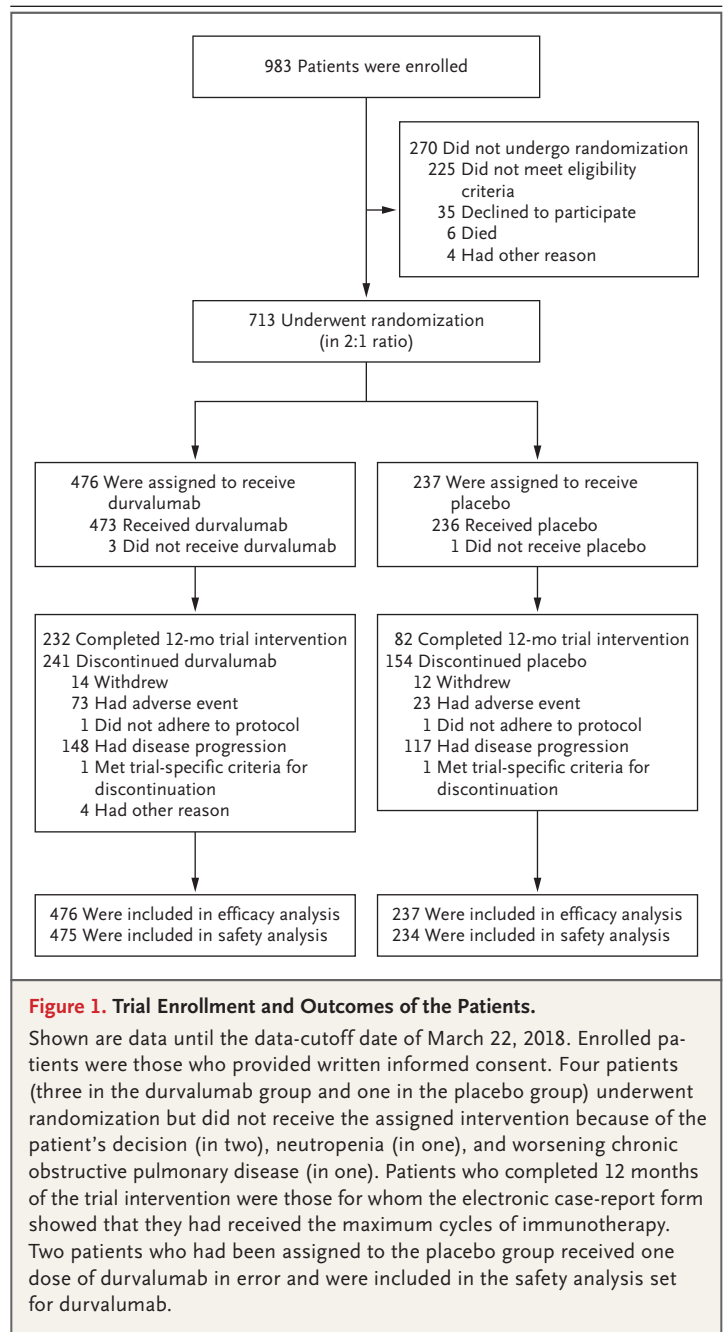 983 Patients were enrolled
270 Did not undergo randomization
225 Did not meet eligibility
criteria
35 Declined to participate
6 Died
4 Had other reason
713 Underwent randomization
(in 2:1 ratio)
476 Were assigned to receive
durvalumab
473 Received durvalumab
3 Did not receive durvalumab
237 Were assigned to receive
placebo
236 Received placebo
1 Did not receive placebo
232 Completed 12-mo trial intervention
241 Discontinued durvalumab
14 Withdrew
73 Had adverse event
1 Did not adhere to protocol
148 Had disease progression
1 Met trial-specific criteria for
discontinuation
4 Had other reason
82 Completed 12-mo trial intervention
154 Discontinued placebo
12 Withdrew
23 Had adverse event
1 Did not adhere to protocol
117 Had disease progression
1 Met trial-specific criteria for
discontinuation
476 Were included in efficacy analysis
475 Were included in safety analysis
237 Were included in efficacy analysis
234 Were included in safety analysis
Figure 1. Trial Enrollment and Outcomes of the Patients.
Shown are data until the data-cutoff date of March 22, 2018. Enrolled pa-
tients were those who provided written informed consent. Four patients
(three in the durvalumab group and one in the placebo group) underwent
randomization but did not receive the assigned intervention because of the
patient's decision (in two), neutropenia (in one), and worsening chronic
obstructive pulmonary disease (in one). Patients who completed 12 months
of the trial intervention were those for whom the electronic case-report form
showed that they had received the maximum cycles of immunotherapy.
Two patients who had been assigned to the placebo group received one
dose of durvalumab in error and were included in the safety analysis set
for durvalumab.